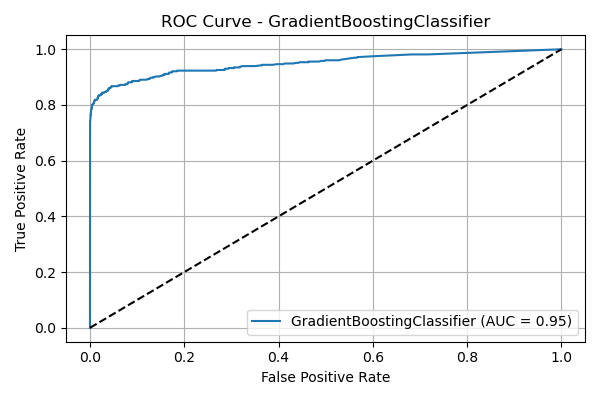 ROC Curve - GradientBoostingClassifier
True Positive Rate
1.0
0.8
0.6
0.4
0.2
0.0
GradientBoostingClassifier (AUC = 0.95)
0.0 0.2 0.4 0.6 0.8 1.0
False Positive Rate